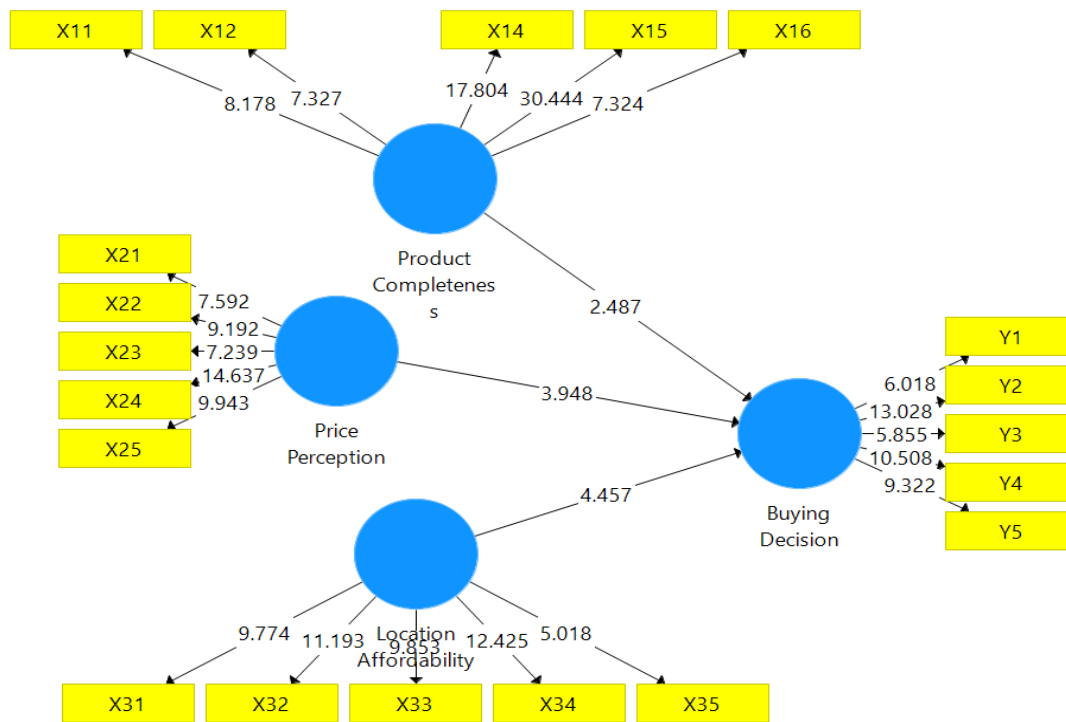 X11
X12
X14
X15
X16
8.178
7.327
17.804
30.444
7.324
Product
Completenes
s
2.487
X21
X22
X23
X24
X25
7.592
9.192
7.239
14.637
9.943
Price
Perception
3.948
Y1
Y2
Y3
Y4
Y5
6.018
13.028
5.855
10.508
9.322
Buying
Decision
4.457
Location
Affordability
9.774
11.193
9.853
12.425
5.018
X31
X32
X33
X34
X35